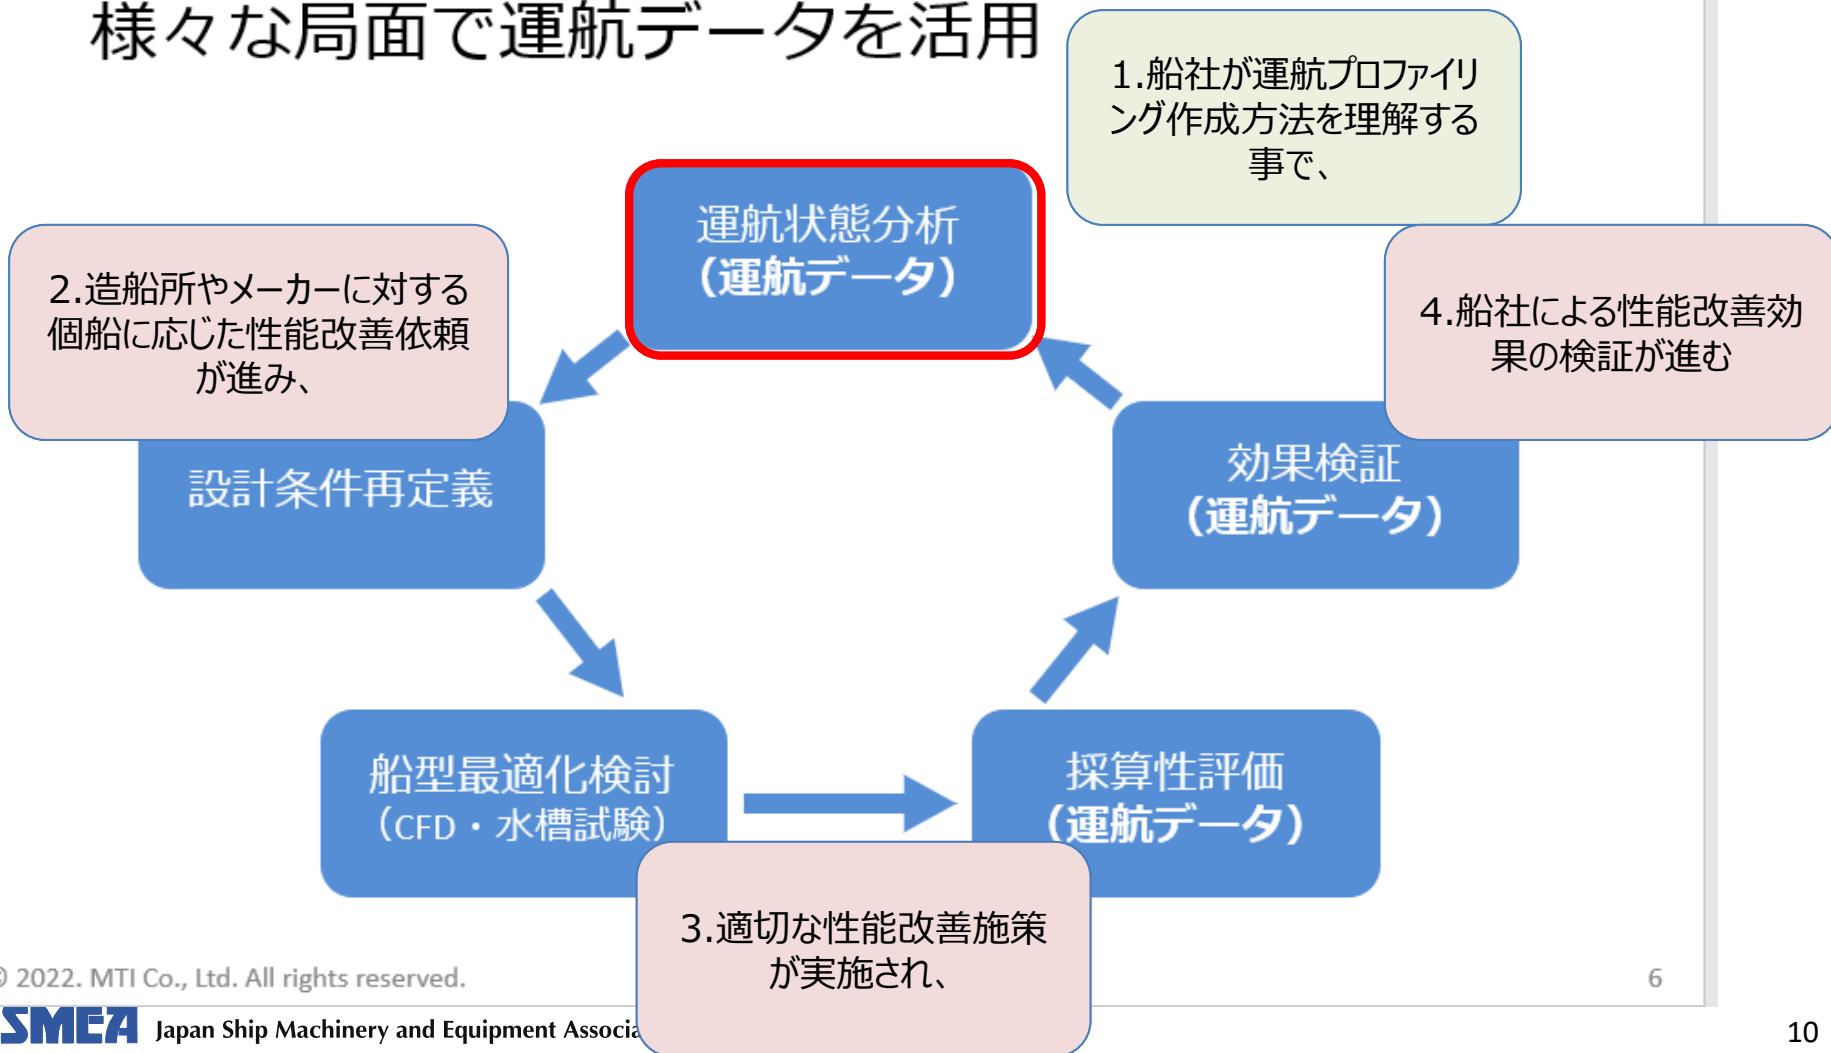 様々な局面で運航データを活用
1.船社が運航プロファイリ
ング作成方法を理解する
事で、
運航状態分析
(運航データ)
2.造船所やメーカーに対する
個船に応じた性能改善依頼
が進み、
4.船社による性能改善効
果の検証が進む
設計条件再定義
効果検証
(運航データ)
船型最適化検討
（CFD・水槽試験）
採算性評価
(運航データ)
3.適切な性能改善施策
が実施され、
© 2022. MTI Co., Ltd. All rights reserved.
6
SMEA Japan Ship Machinery and Equipment Associa
10